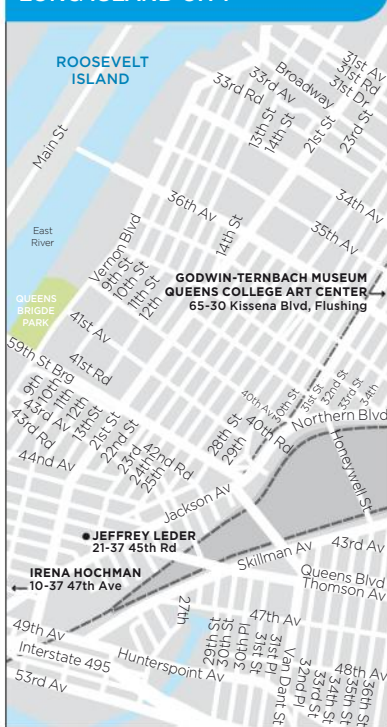 LONG ISLAND CITY
ROOSEVELT
ISLAND
Main St
East
River
31st Av
31st Rd
31st Dr
Broadway
33rd Av
33rd Rd
13th St
14th St
21st St
23rd St
34th Av
35th Av
36th Av
14th St
Vernon Blvd
9th St
10th St
11th St
12th
GODWIN-TERNBACH MUSEUM
QUEENS COLLEGE ART CENTER
65-30 Kissena Blvd, Flushing
QUEENS
BRIGDE
PARK
41st Av
41st Rd
59th St Brg
9th
10th
11th
12th
13th St
21st St
22nd St
23rd
24th
25th
43rd Av
43rd Rd
44nd Av
42nd Rd
28th St
29th
40th Rd
40th Av
30th St
31st St
32nd St
33rd St
34th
Northern Blvd
Honeywell St
Jackson Av
JEFFREY LEDER
21-37 45th Rd
Skillman Av
43rd Av
Queens Blvd
Thomson Av
IRENA HOCHMAN
10-37 47th Ave
27th
47th Av
49th Av
Interstate 495
53rd Av
Hunterspoint Av
29th St
30th St
30th Pl
31st St
31st Pl
Van Dant St
32nd Pl
33rd St
34th St
35th St
36th St
48th Av